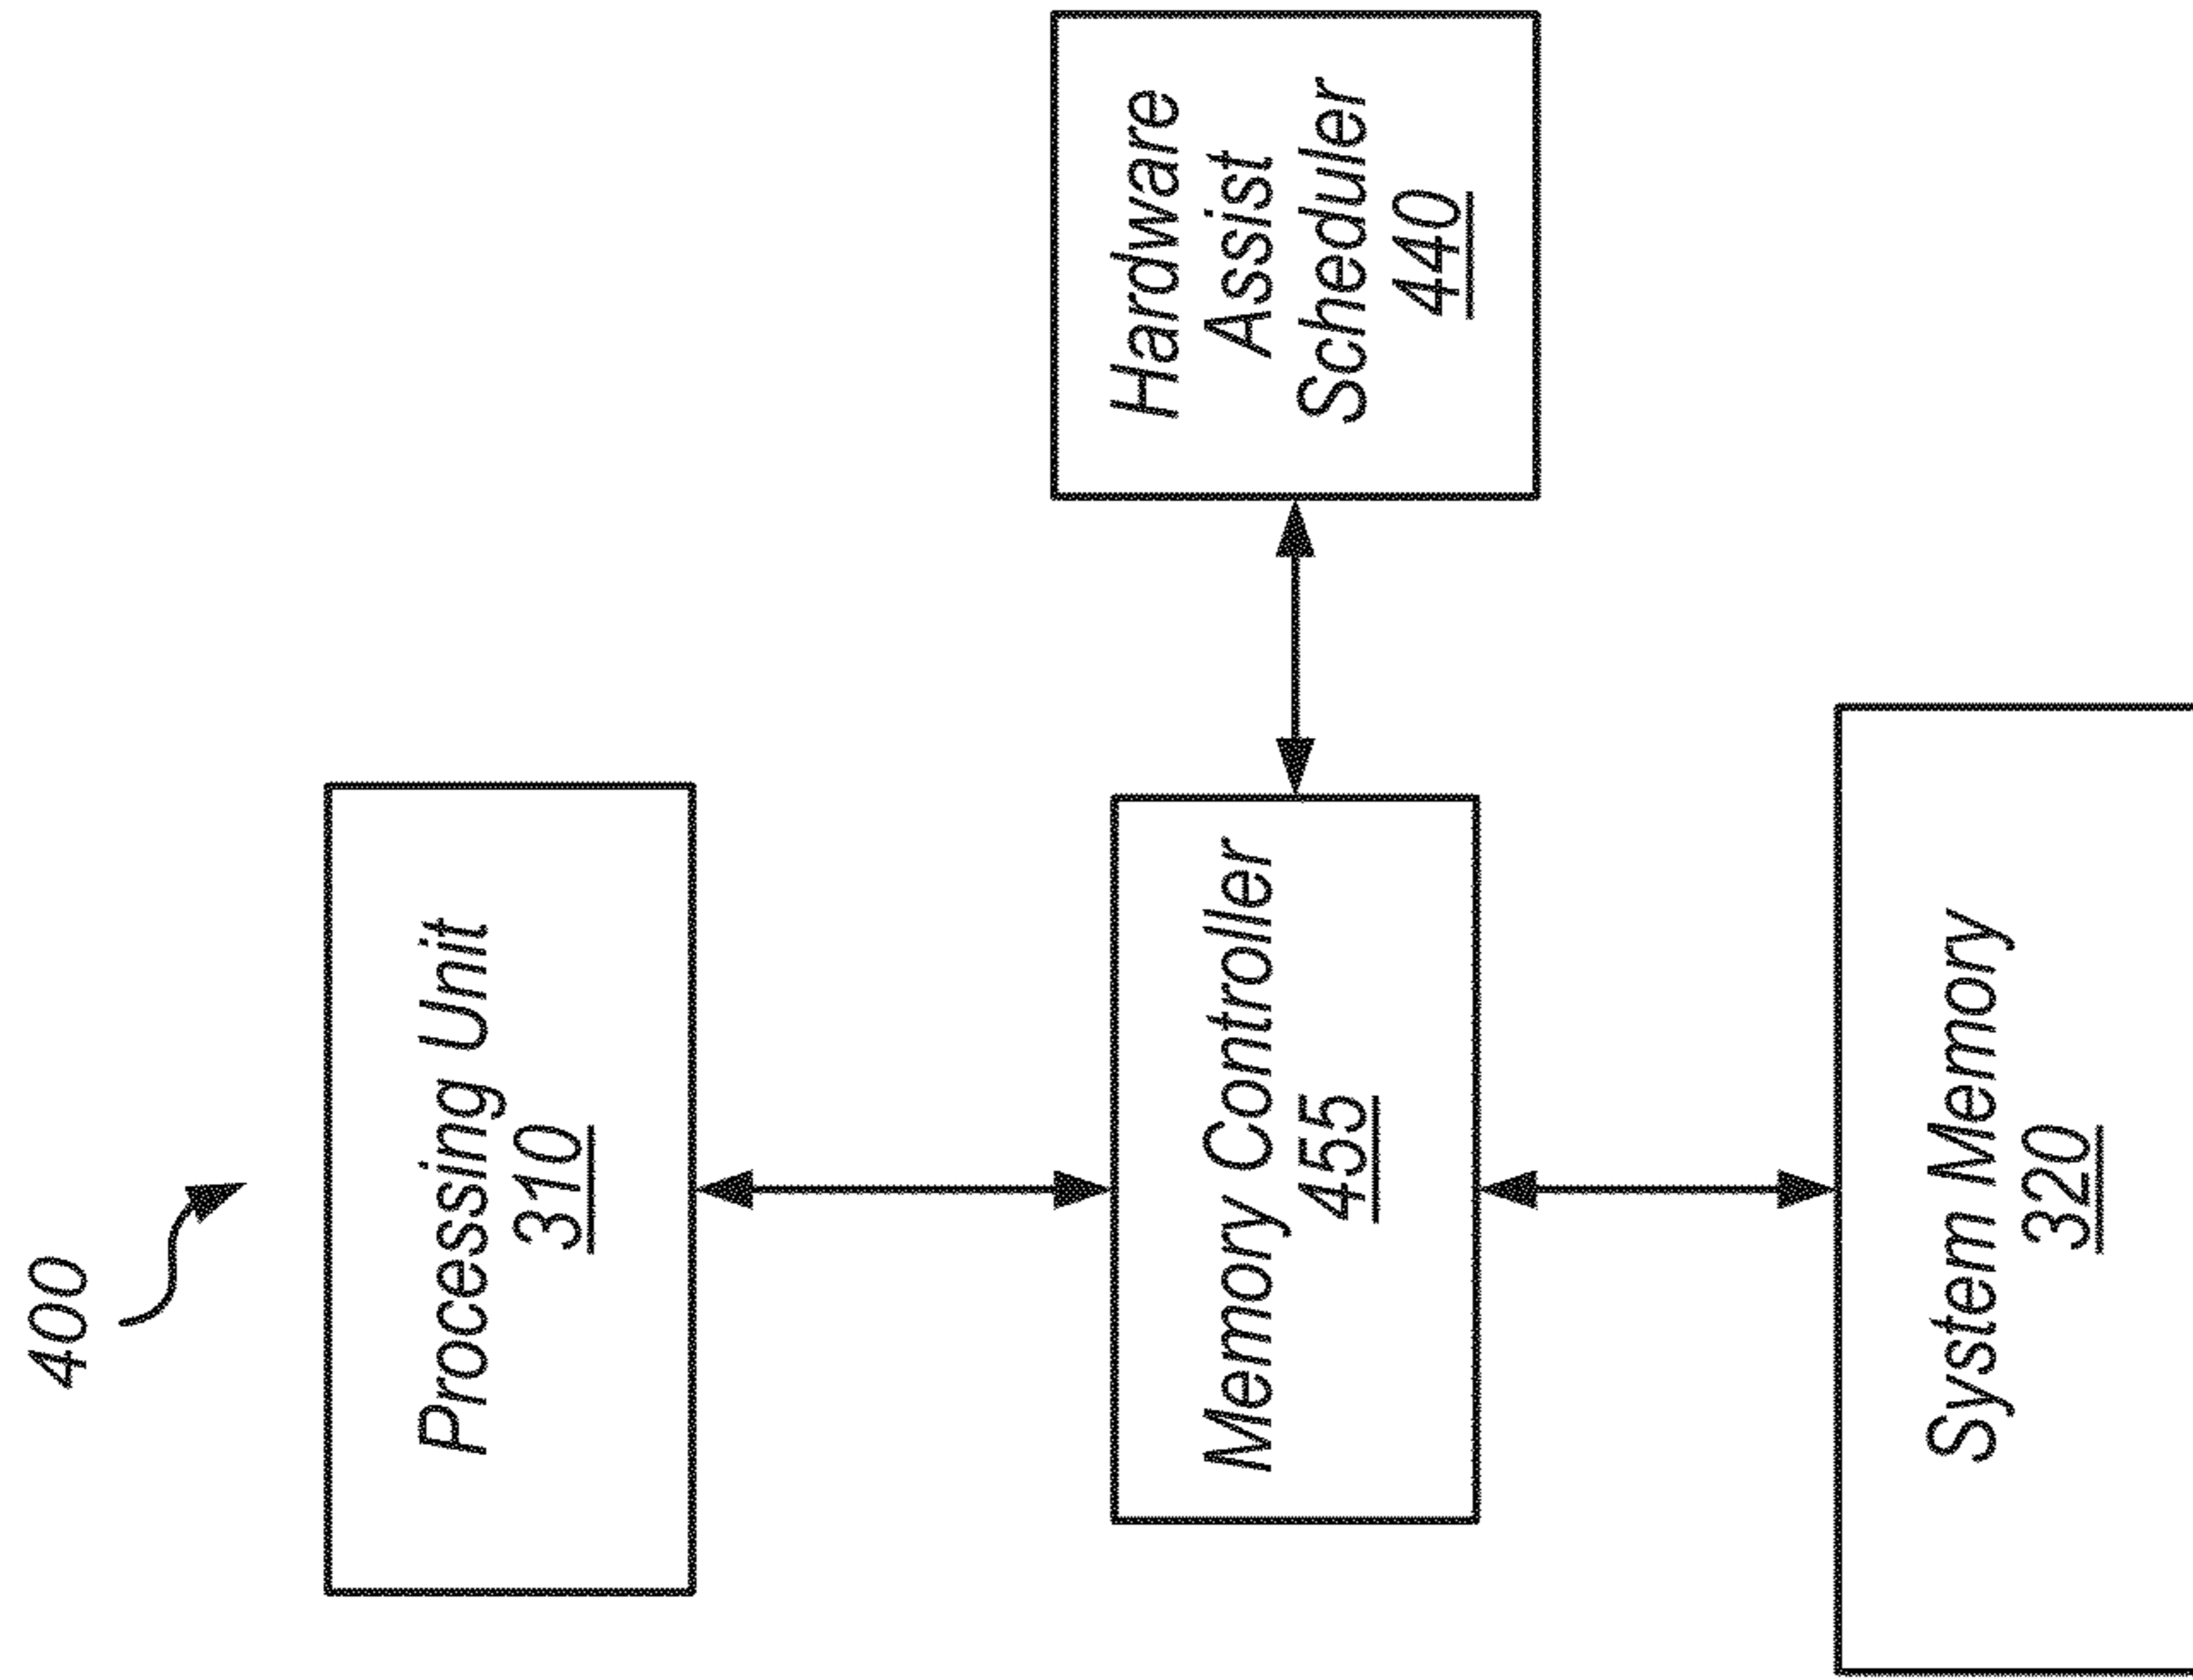 400
Processing Unit
310
Memory Controller
455
Hardware
Assist
Scheduler
440
System Memory
320